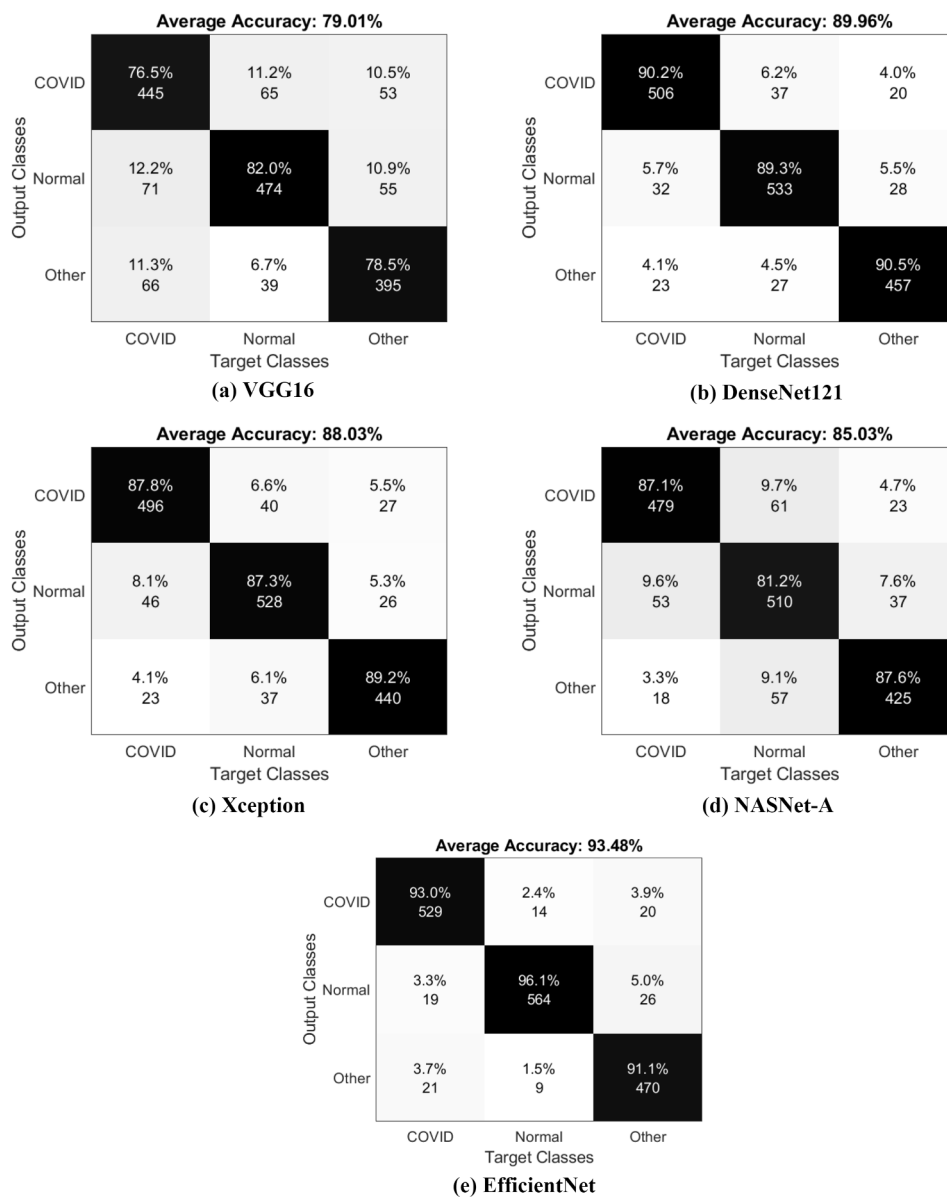 Average Accuracy: 79.01%
Output Classes
COVID
76.5% 11.2% 10.5%
445 65 53
Normal
12.2% 82.0% 10.9%
71 474 55
Other
11.3% 6.7% 78.5%
66 39 395
COVID Normal Other
Target Classes
(a) VGG16
Average Accuracy: 89.96%
Output Classes
COVID
90.2% 6.2% 4.0%
506 37 20
Normal
5.7% 89.3% 5.5%
32 533 28
Other
4.1% 4.5% 90.5%
23 27 457
COVID Normal Other
Target Classes
(b) DenseNet121
Average Accuracy: 88.03%
Output Classes
COVID
87.8% 6.6% 5.5%
496 40 27
Normal
8.1% 87.3% 5.3%
46 528 26
Other
4.1% 6.1% 89.2%
23 37 440
COVID Normal Other
Target Classes
(c) Xception
Average Accuracy: 85.03%
Output Classes
COVID
87.1% 9.7% 4.7%
479 61 23
Normal
9.6% 81.2% 7.6%
53 510 37
Other
3.3% 9.1% 87.6%
18 57 425
COVID Normal Other
Target Classes
(d) NASNet-A
Average Accuracy: 93.48%
Output Classes
COVID
93.0% 2.4% 3.9%
529 14 20
Normal
3.3% 96.1% 5.0%
19 564 26
Other
3.7% 1.5% 91.1%
21 9 470
COVID Normal Other
Target Classes
(e) EfficientNet